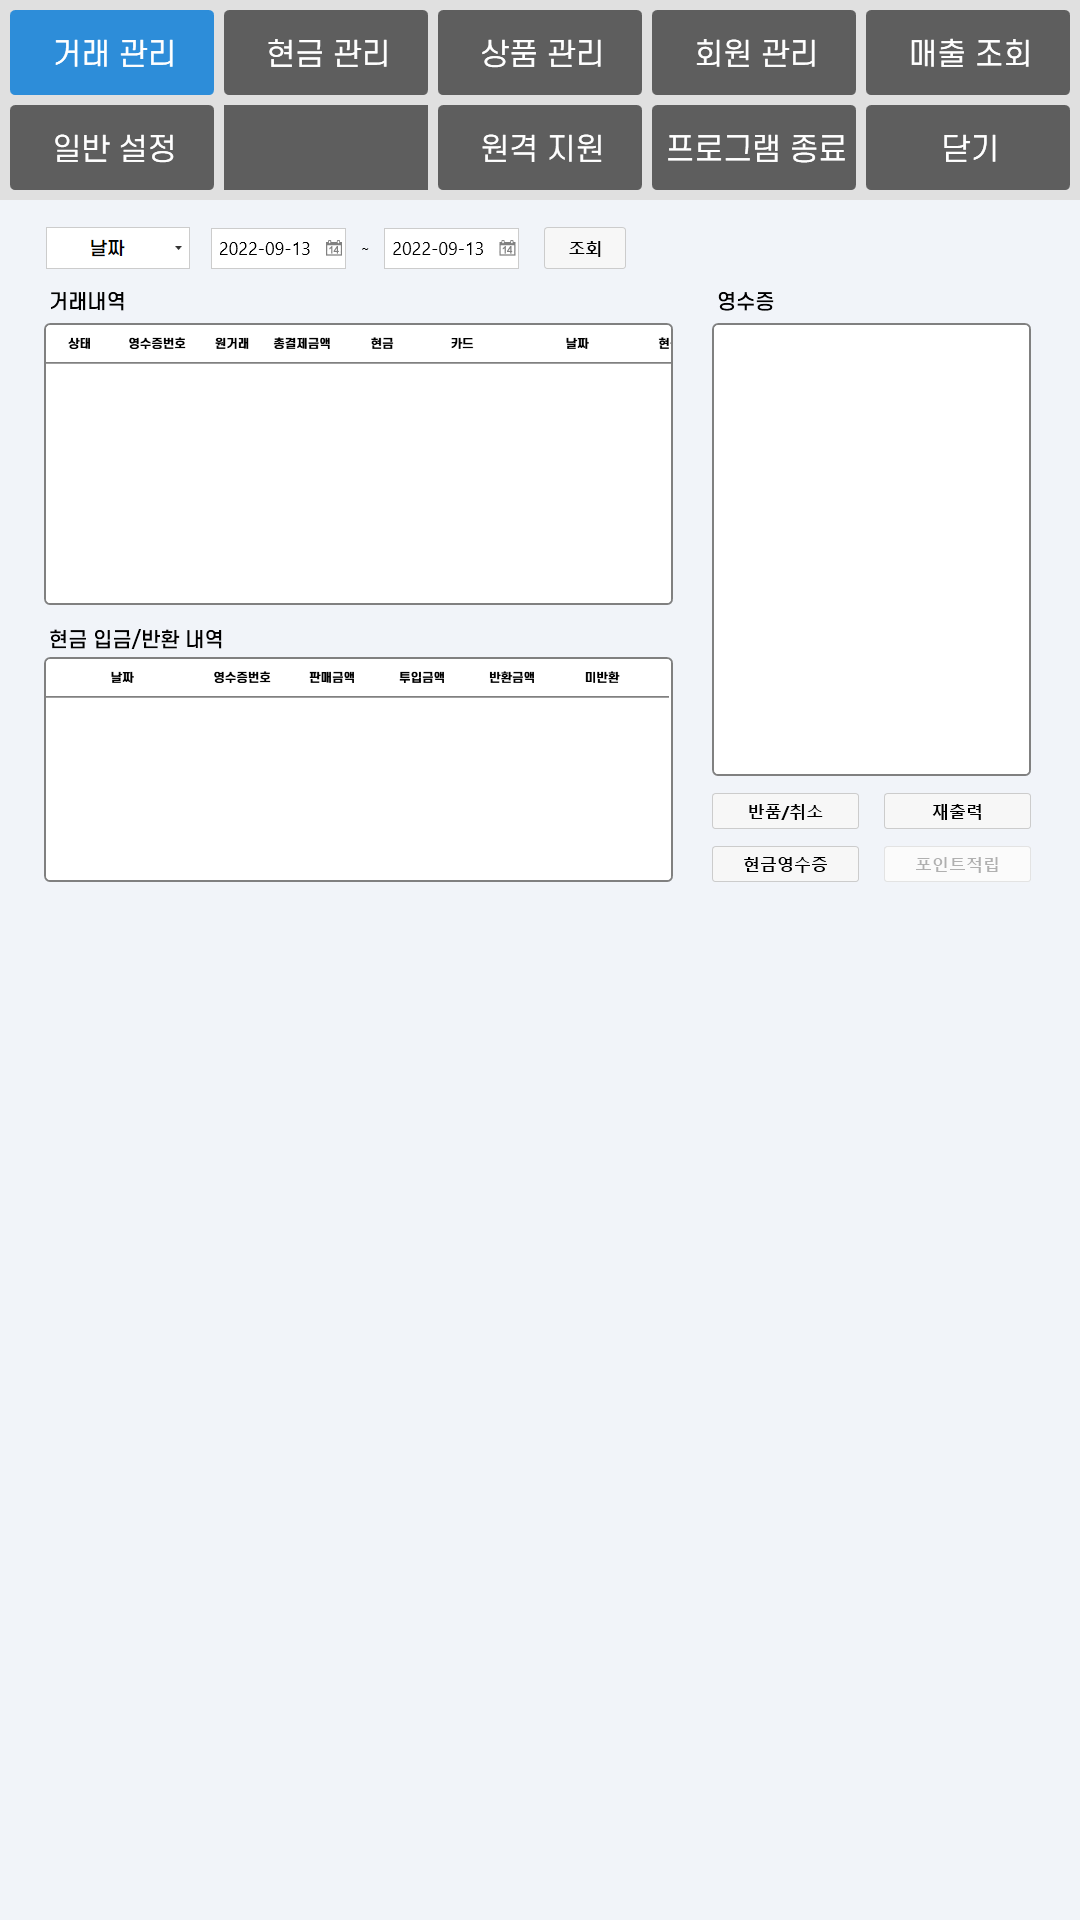 거래 관리 현금 관리 상품 관리 회원 관리 매출 조회
일반 설정 원격 지원 프로그램 종료 닫기
날짜 2022-09-13 14 ~ 2022-09-13 14 조회
거래내역 영수증
상태 영수증번호 원거래 총결제금액 현금 카드 날짜 현
현금 입금/반환 내역
날짜 영수증번호 판매금액 투입금액 반환금액 미반환
반품/취소 재출력
현금영수증 포인트적립